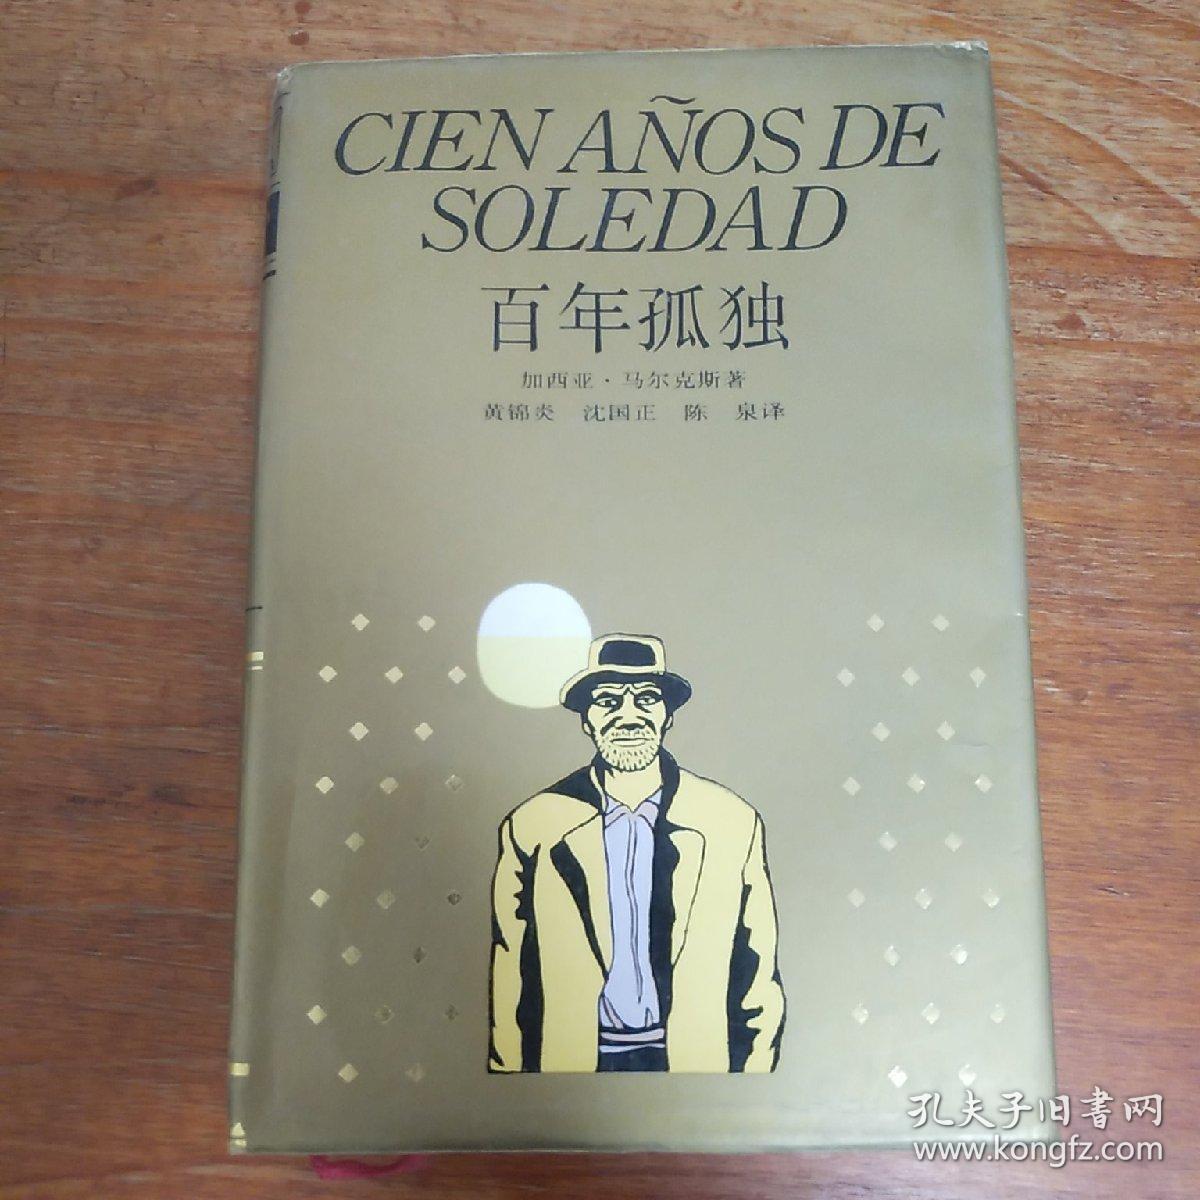 CIEN AÑOS DE
SOLEDAD
百年孤独
加西亚·马尔克斯著
黄锦炎 沈国正 陈 泉译
孔夫子旧书网
www.kongfz.com